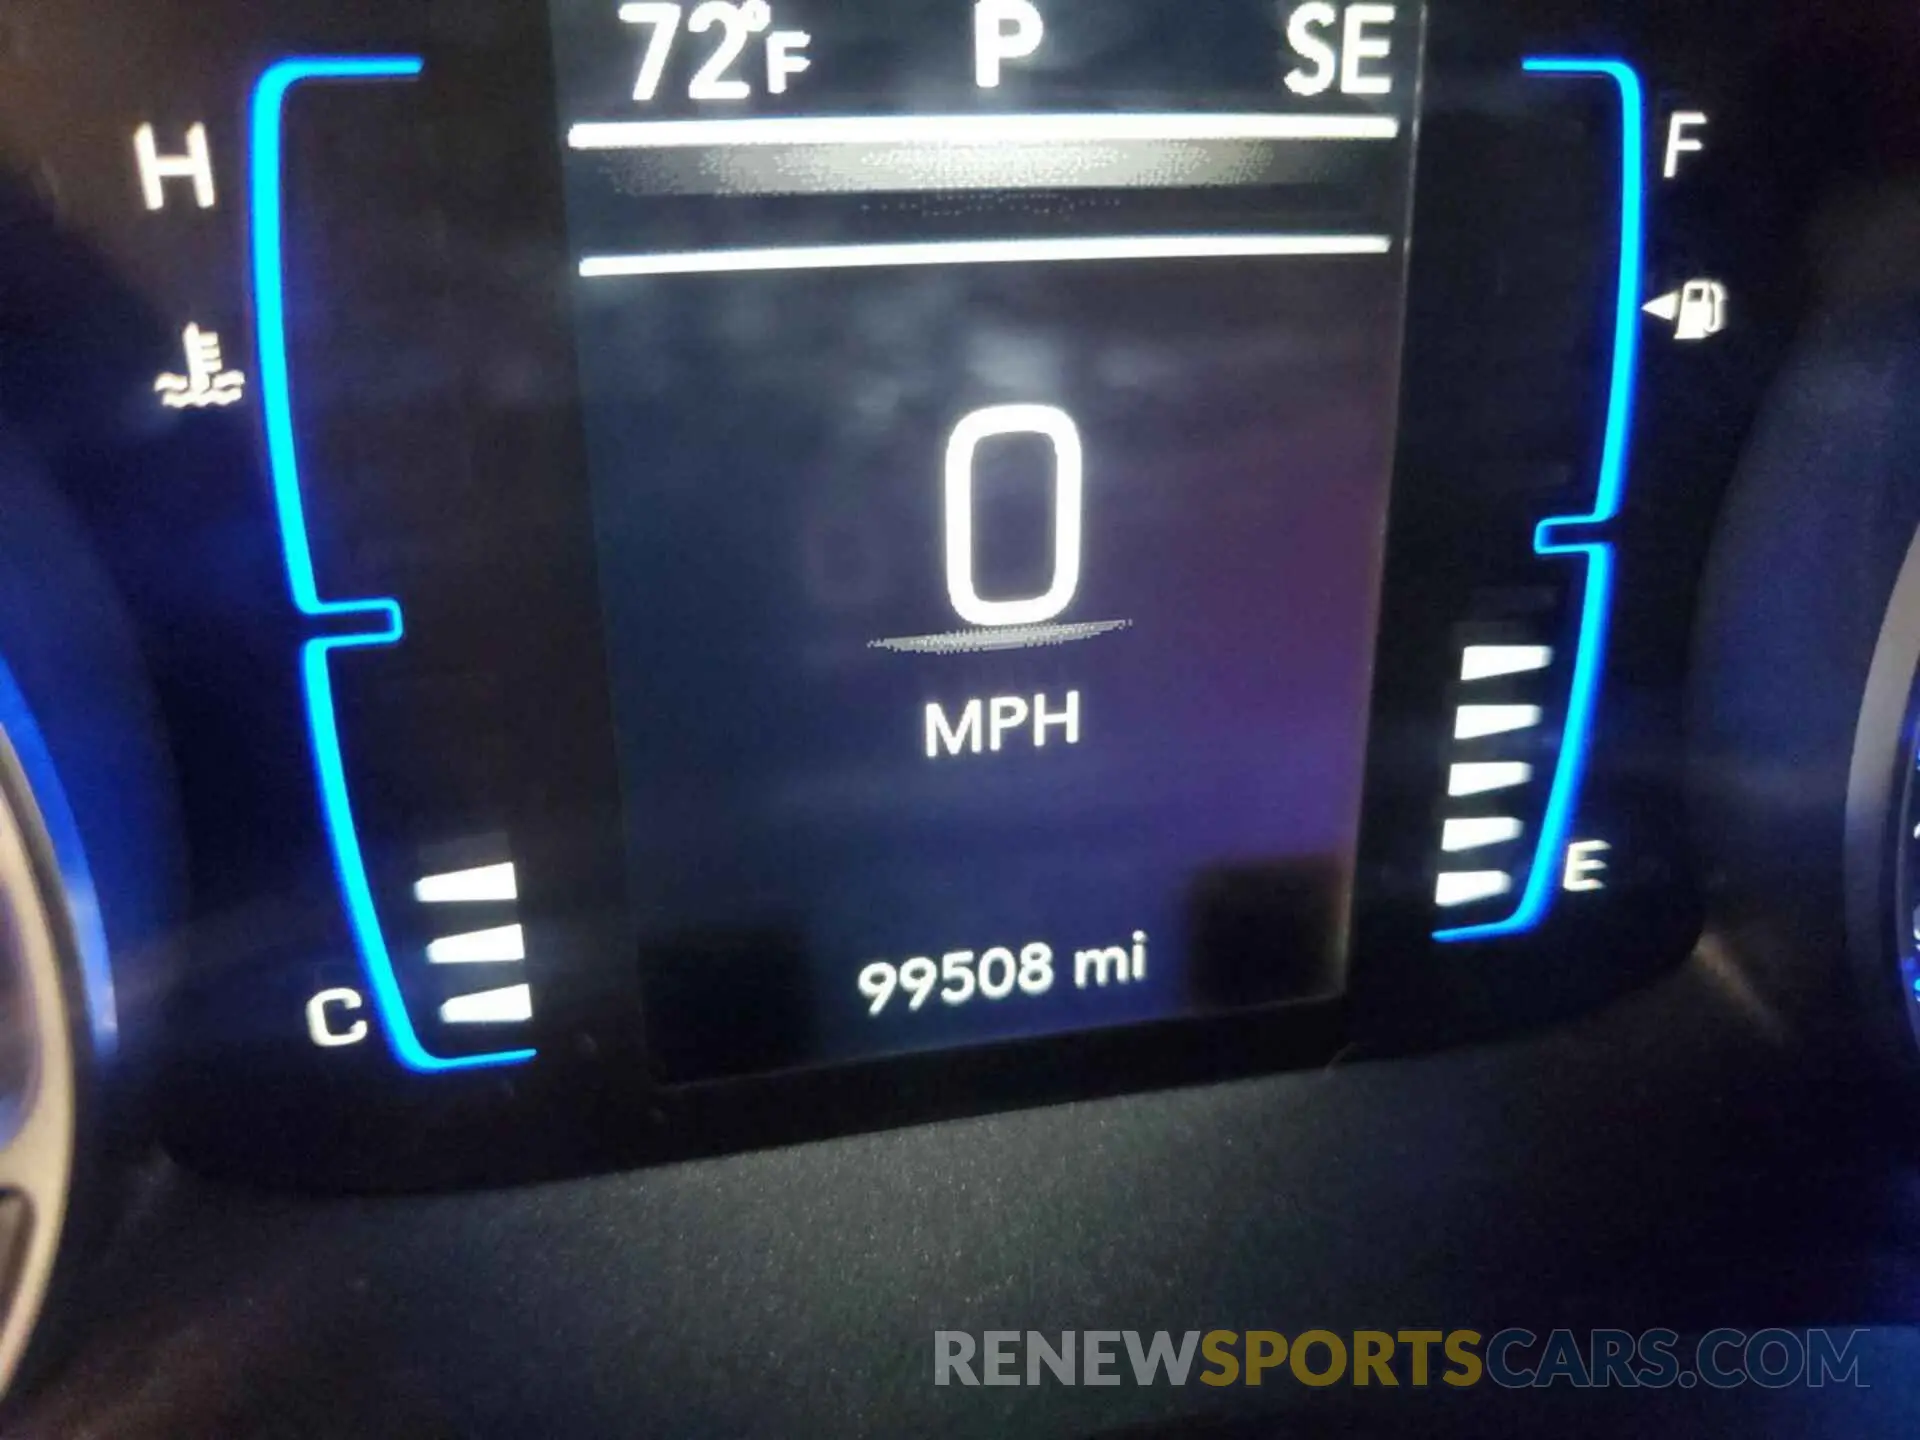 72°F P SE
H
F
0
MPH
E
99508 mi
C
RENEWSPORTSCARS.COM